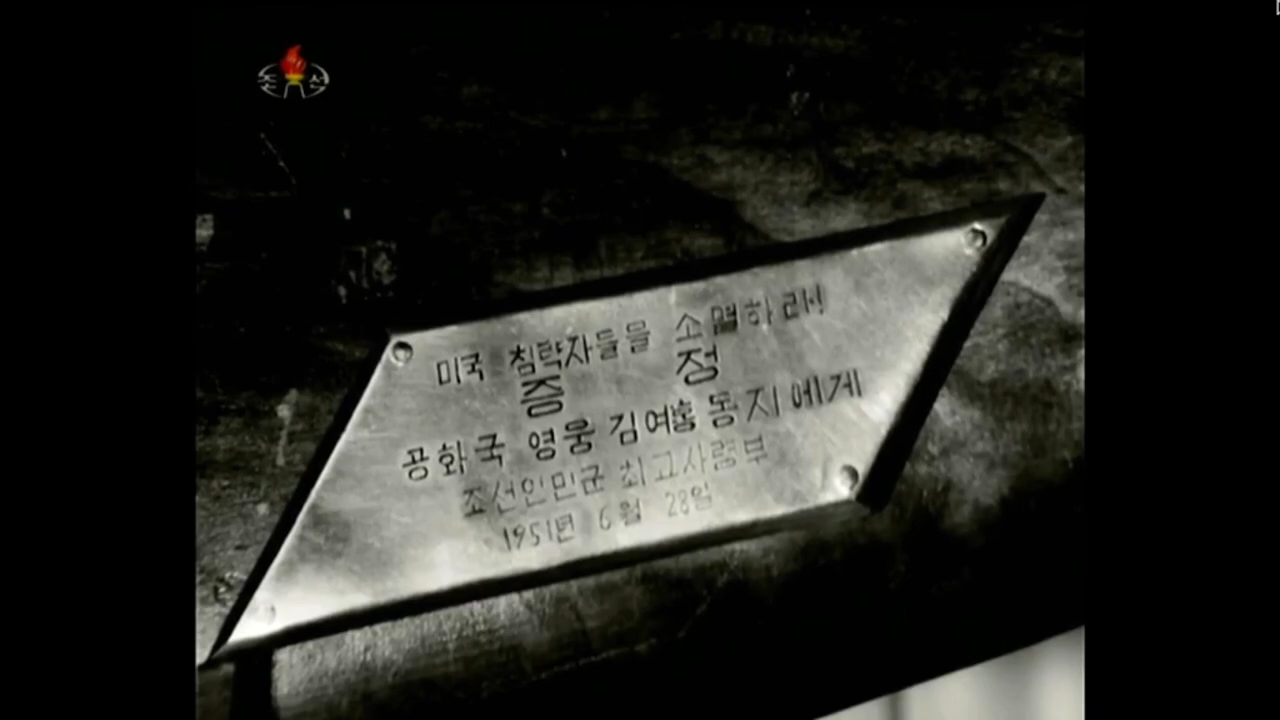 조선
미국 침략자들을 소멸하라!
증 정
공화국 영웅 김여홍 동지에게
조선인민군 최고사령부
1951년 6월 28일